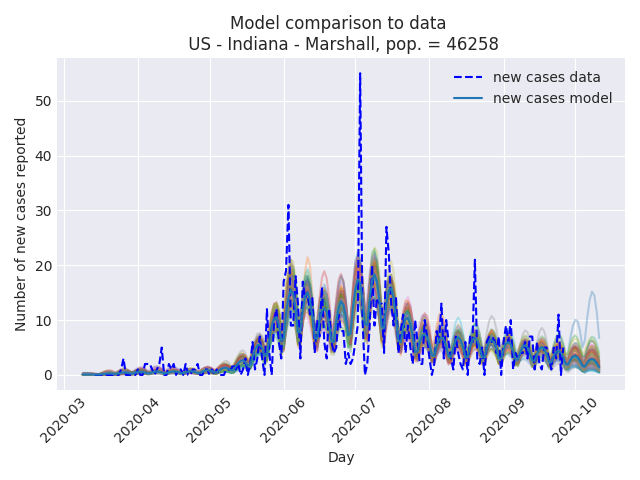 Model comparison to data
US - Indiana - Marshall, pop. = 46258
new cases data
new cases model
Number of new cases reported
50
40
30
20
10
0
2020-03
2020-04
2020-05
2020-06
2020-07
2020-08
2020-09
2020-10
Day